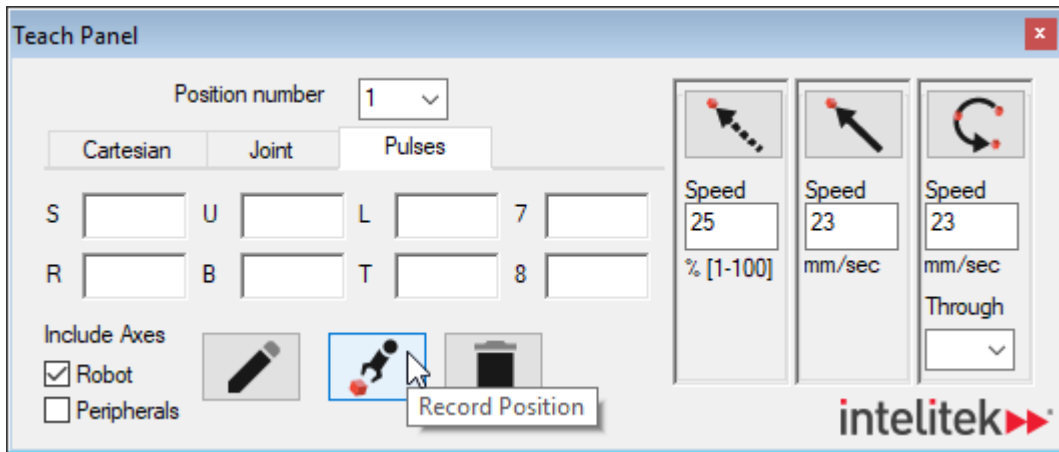 Teach Panel
x
Position number 1
Cartesian Joint Pulses
S U L 7
R B T 8
Include Axes
Robot
Peripherals
Record Position
Speed
25
% [1-100]
Speed
23
mm/sec
Speed
23
mm/sec
Through
intelitek